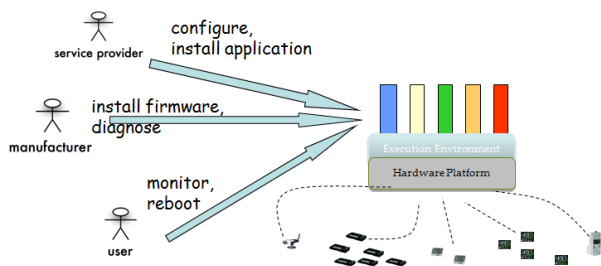 configure,
install application
service provider
install firmware,
diagnose
manufacturer
Execution Environment
Hardware Platform
monitor,
reboot
user